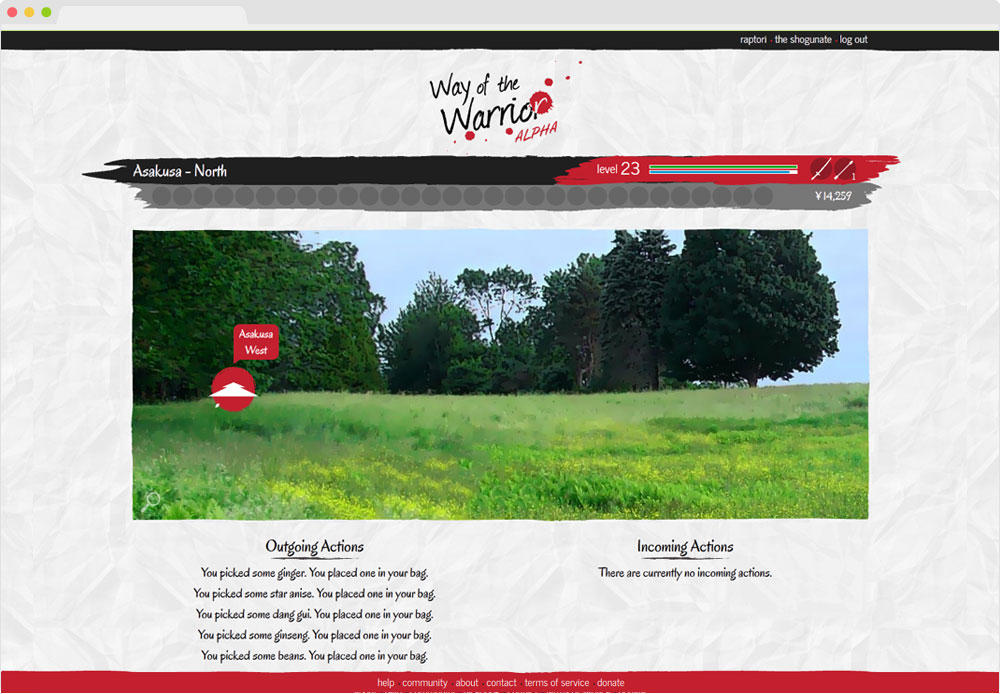 raptori · the shogunate · log out
Way of the
Warrior
ALPHA
Asakusa - North
level 23
1
¥14,259
Asakusa
West
Outgoing Actions
You picked some ginger. You placed one in your bag.
You picked some star anise. You placed one in your bag.
You picked some dang gui. You placed one in your bag.
You picked some ginseng. You placed one in your bag.
You picked some beans. You placed one in your bag.
Incoming Actions
There are currently no incoming actions.
help · community · about · contact · terms of service · donate